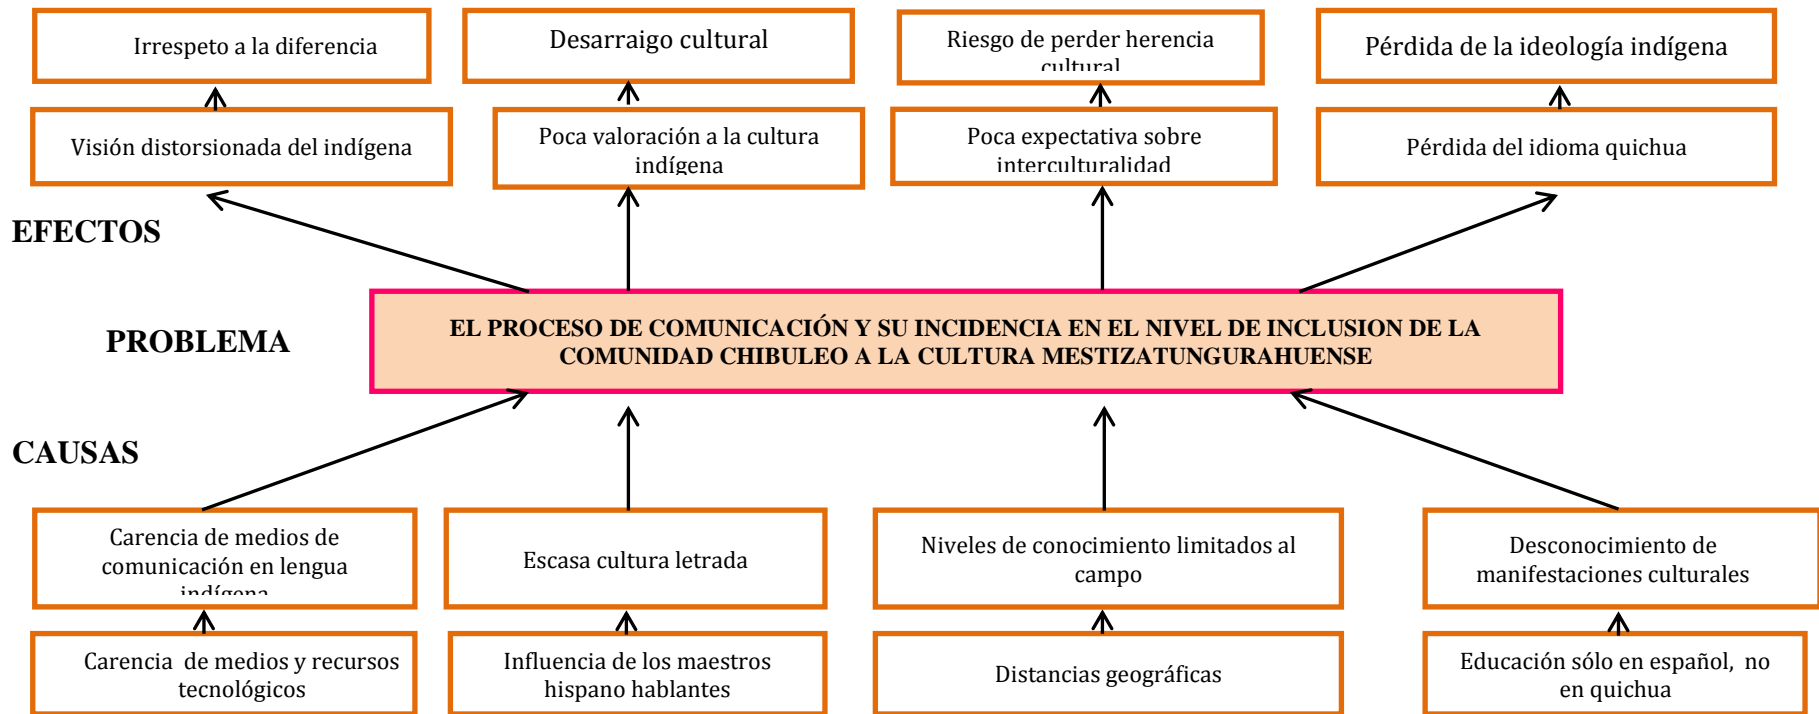 Irrespeto a la diferencia
Desarraigo cultural
Riesgo de perder herencia
cultural
Pérdida de la ideología indígena
Visión distorsionada del indígena
Poca valoración a la cultura
indígena
Poca expectativa sobre
interculturalidad
Pérdida del idioma quichua
EFECTOS
PROBLEMA
EL PROCESO DE COMUNICACIÓN Y SU INCIDENCIA EN EL NIVEL DE INCLUSION DE LA
COMUNIDAD CHIBULEO A LA CULTURA MESTIZATUNGURAHUENSE
CAUSAS
Carencia de medios de
comunicación en lengua
indígena
Escasa cultura letrada
Niveles de conocimiento limitados al
campo
Desconocimiento de
manifestaciones culturales
Carencia de medios y recursos
tecnológicos
Influencia de los maestros
hispano hablantes
Distancias geográficas
Educación sólo en español, no
en quichua